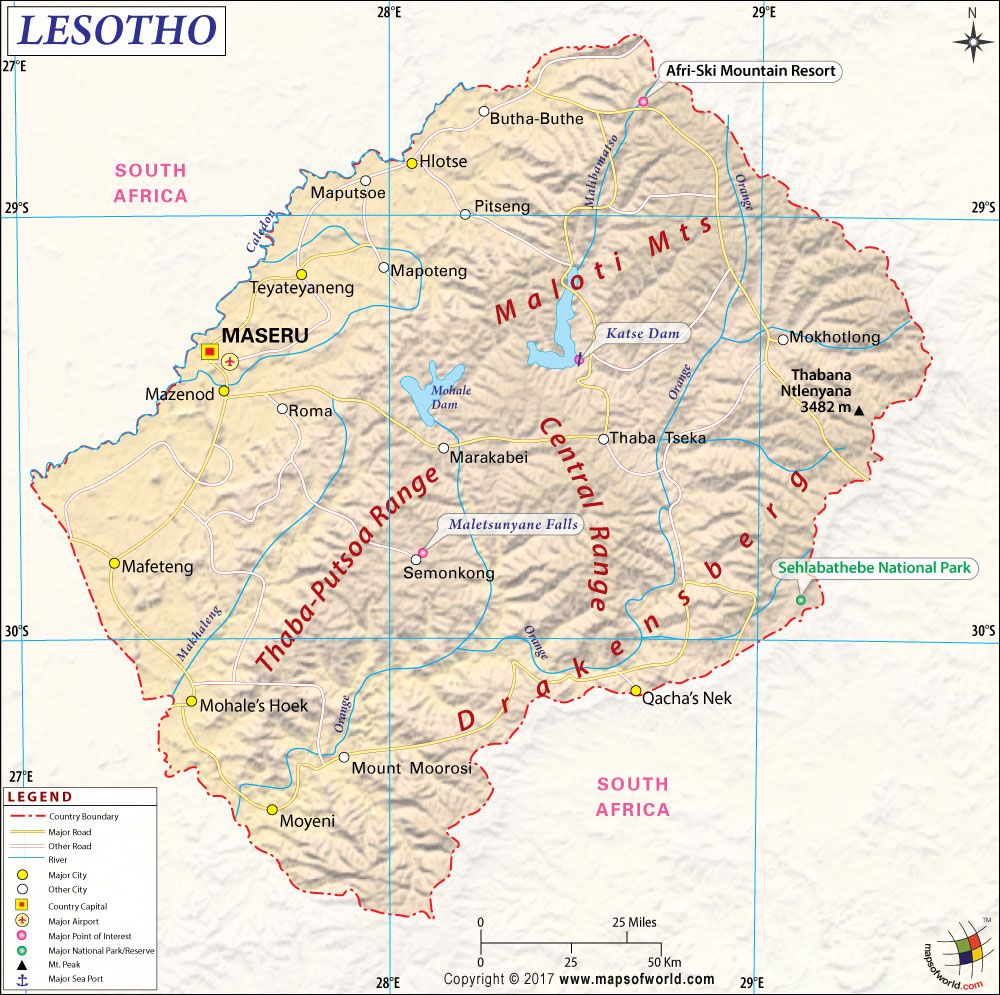 LESOTHO
28°E
29°E
N
27°E
Afri-Ski Mountain Resort
Butha-Buthe
SOUTH
AFRICA
Hlotse
Malibamatso
Maputsoe
Orange
Pitseng
29°S
29°S
Caledon
Maloti Mts
Mapoteng
Teyateyaneng
MASERU
Katse Dam
Mokhotlong
Mazenod
Mohale
Dam
Orange
Thabana
Ntlenyana
3482 m
Roma
Central Range
Thaba Tseka
Marakabei
Thaba-Putsoa Range
Maletsunyane Falls
Semonkong
Mafeteng
Sehlabathebe National Park
Drakensberg
Makhaleng
Orange
30°S
30°S
Mohale's Hoek
Orange
Qacha's Nek
Mount Moorosi
27°E
SOUTH
AFRICA
Moyeni
LEGEND
Country Boundary
Major Road
Other Road
River
Major City
Other City
Country Capital
Major Airport
Major Point of Interest
Major National Park/Reserve
Mt. Peak
Major Sea Port
0
25 Miles
0
25
50 Km
Copyright © 2017 www.mapsofworld.com
28°E
29°E
mapsofworld.com
TM